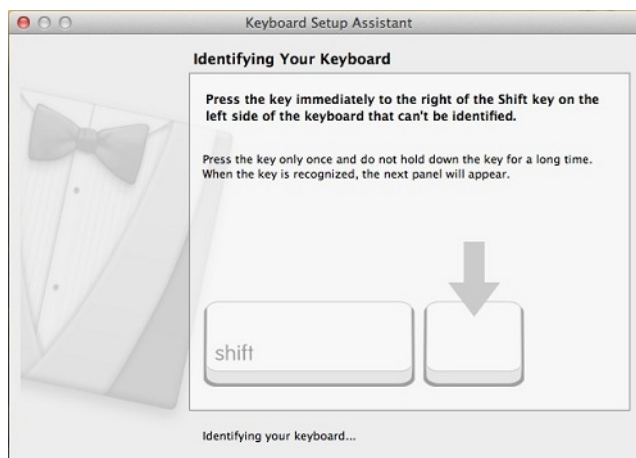 Keyboard Setup Assistant
Identifying Your Keyboard
Press the key immediately to the right of the Shift key on the
left side of the keyboard that can't be identified.
Press the key only once and do not hold down the key for a long time.
When the key is recognized, the next panel will appear.
shift
Identifying your keyboard...